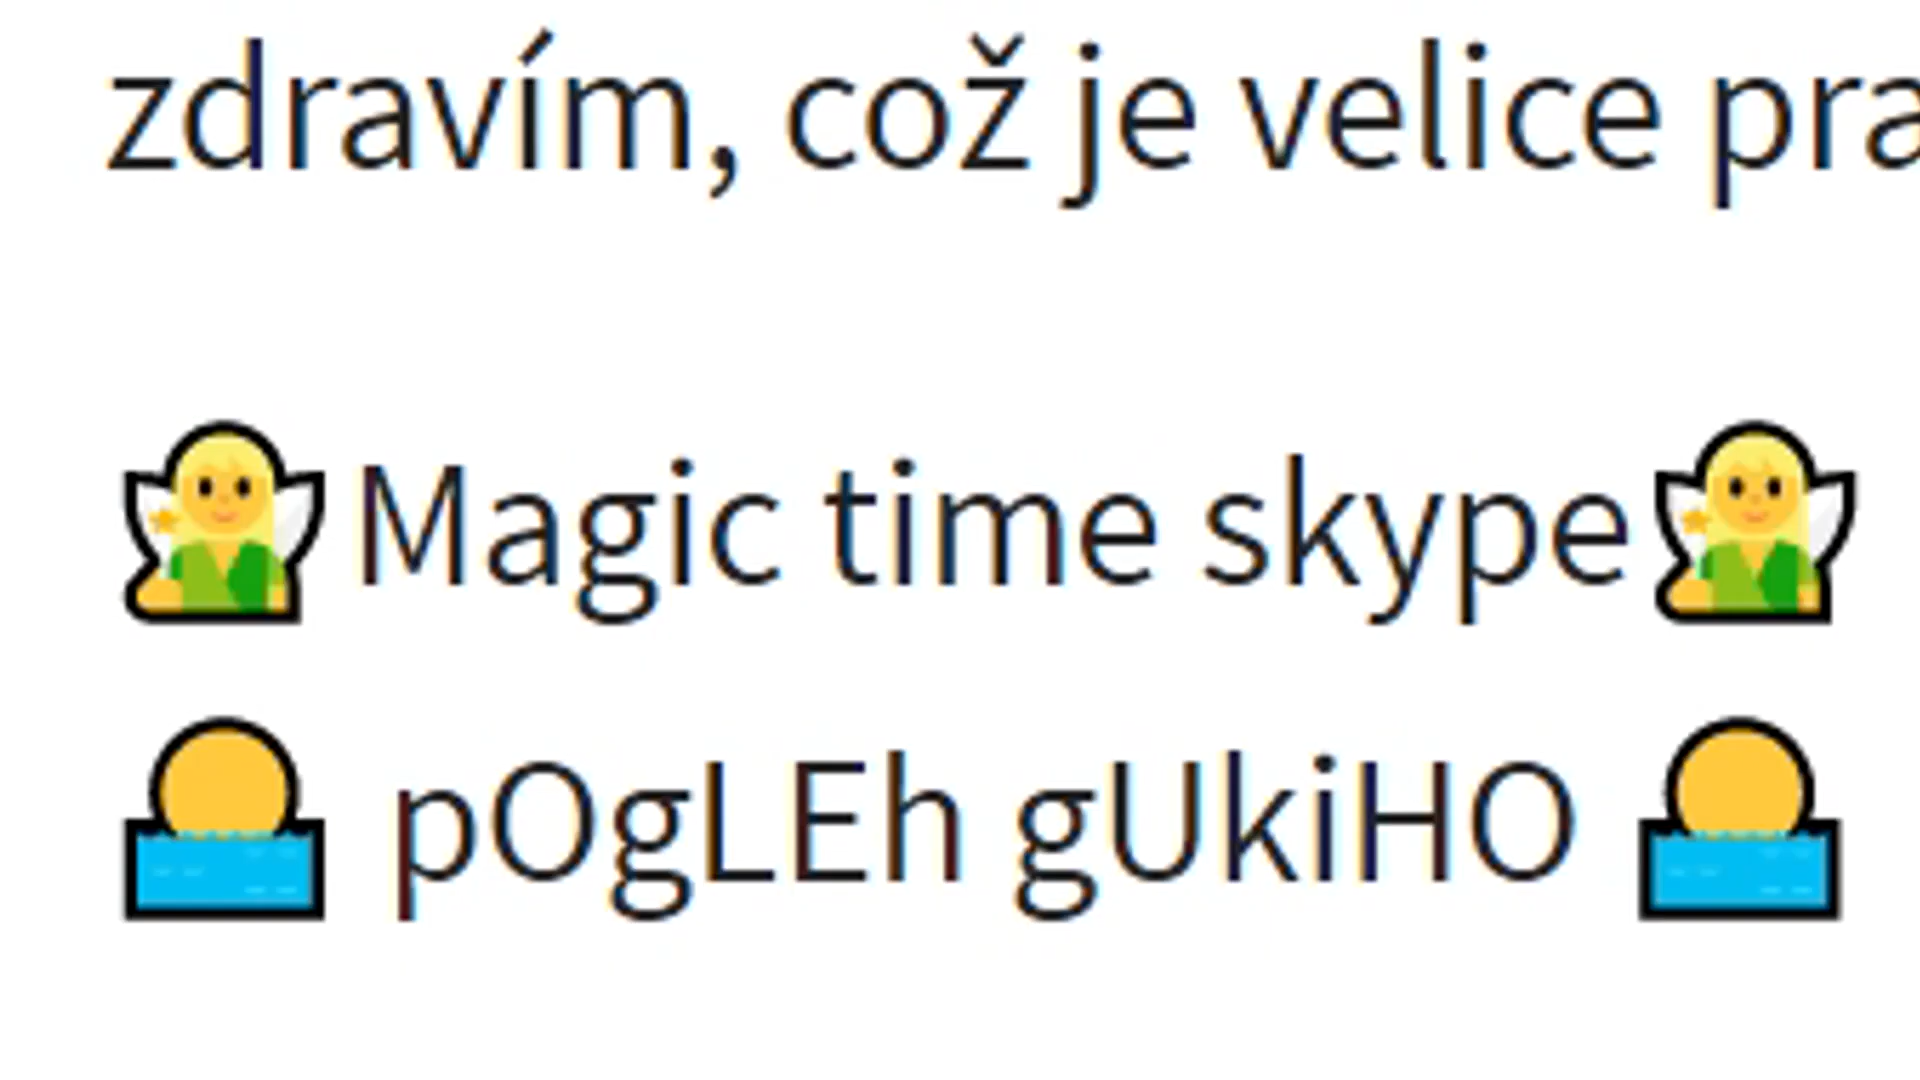 zdravím, což je velice pra
🧚Magic time skype🧚
🌅 pOgLEh gUkiHO 🌅